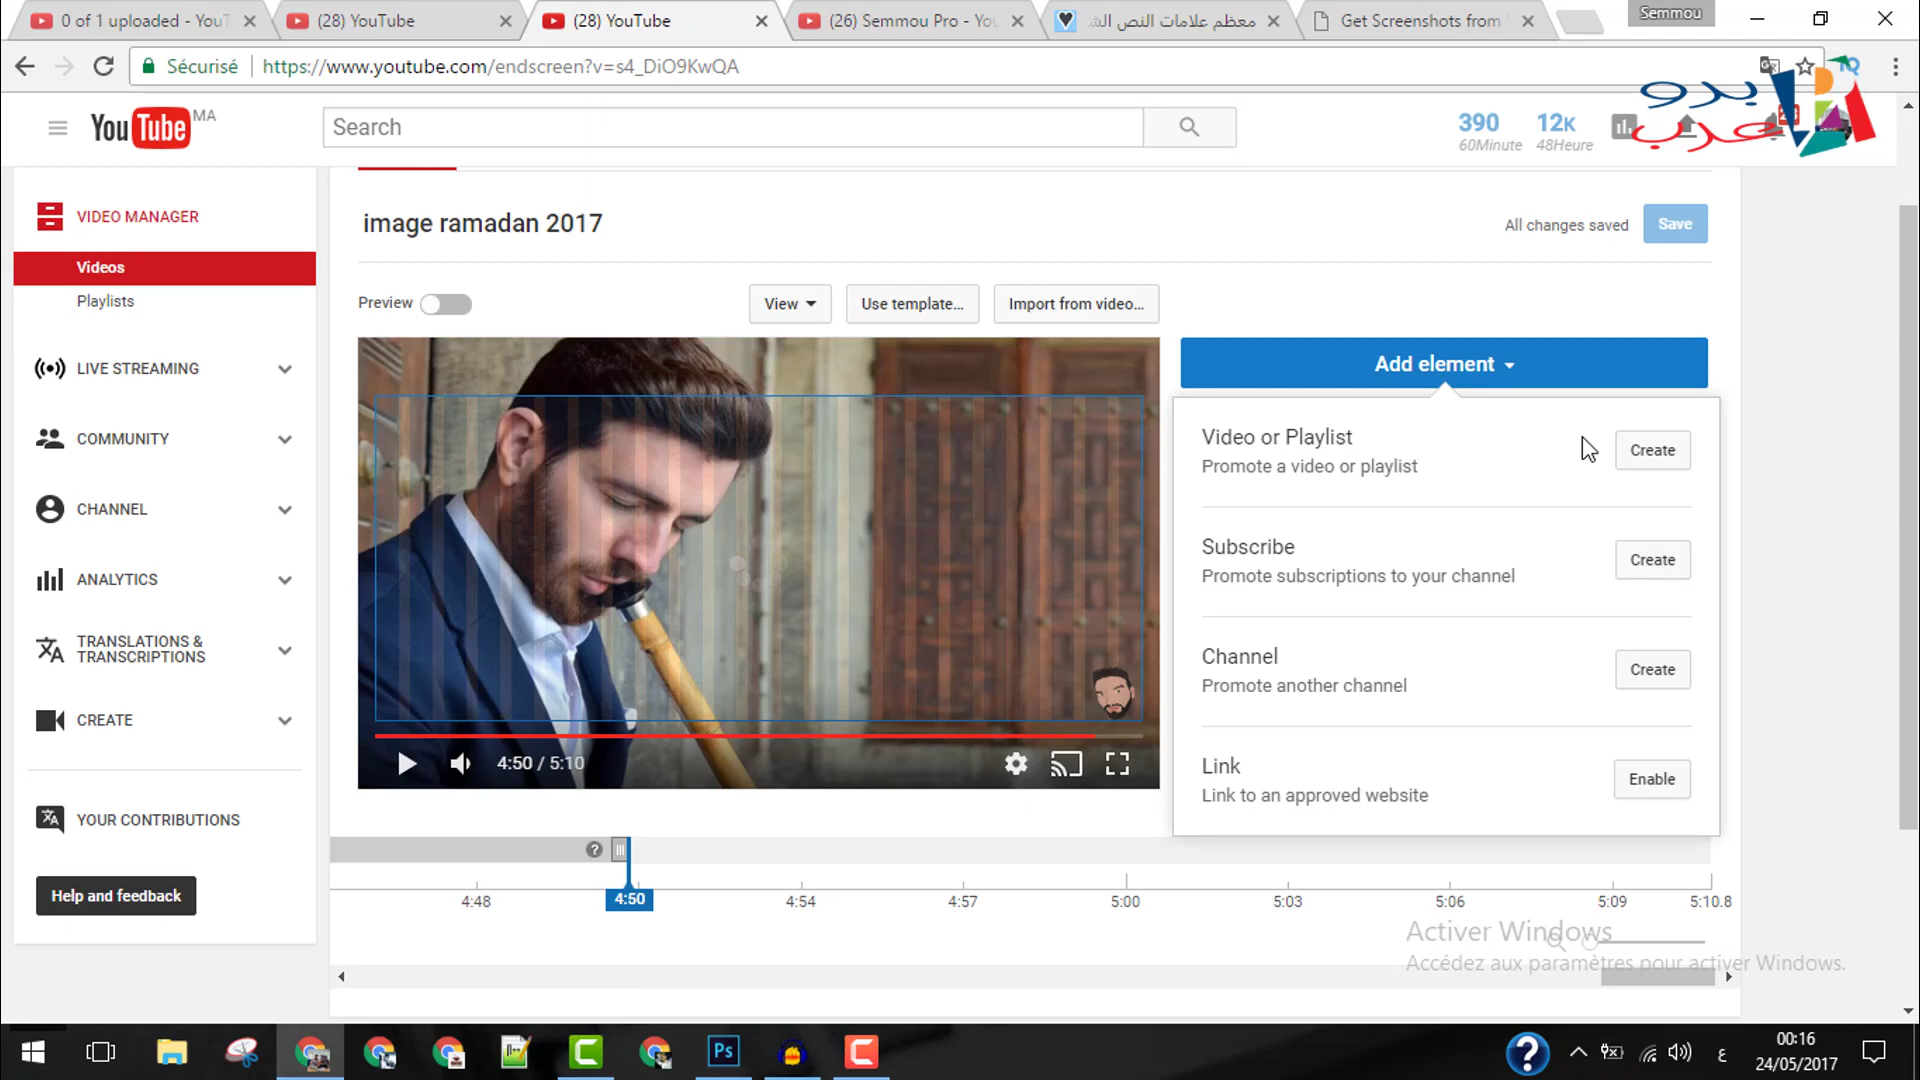 0 of 1 uploaded - YouT
(28) YouTube
(28) YouTube
(26) Semmou Pro - You
معظم علامات النص الش
Get Screenshots from
Semmou
Sécurisé
https://www.youtube.com/endscreen?v=s4_DiO9KwQA
YouTube MA
Search
390
60Minute
12K
48Heure
بدو
عرب
VIDEO MANAGER
Videos
Playlists
LIVE STREAMING
COMMUNITY
CHANNEL
ANALYTICS
TRANSLATIONS &
TRANSCRIPTIONS
CREATE
YOUR CONTRIBUTIONS
Help and feedback
image ramadan 2017
All changes saved
Save
Preview
View
Use template...
Import from video...
Add element
Video or Playlist
Promote a video or playlist
Create
Subscribe
Promote subscriptions to your channel
Create
Channel
Promote another channel
Create
Link
Link to an approved website
Enable
4:50 / 5:10
?
4:48
4:50
4:54
4:57
5:00
5:03
5:06
5:09
5:10.8
Activer Windows
Accédez aux paramètres pour activer Windows.
Ps
?
ع
00:16
24/05/2017